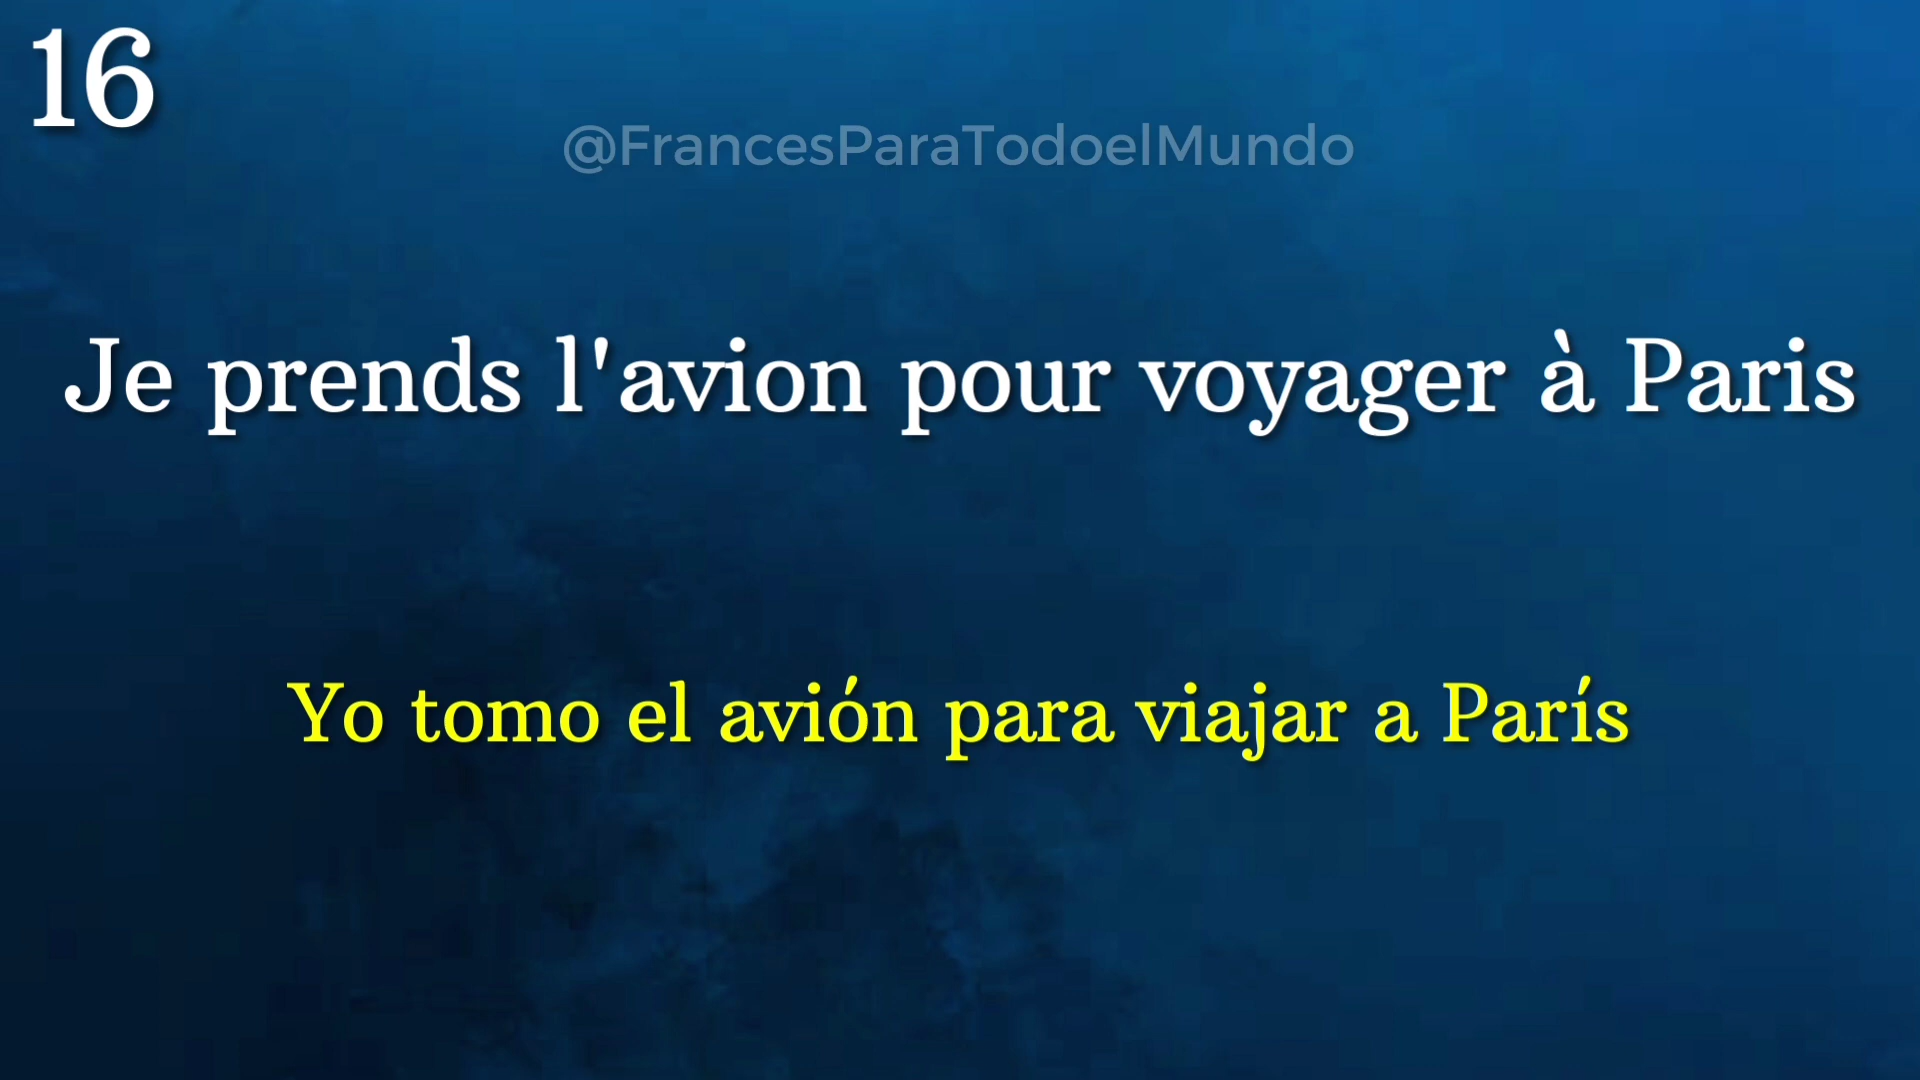 16
@FrancesParaTodoelMundo
Je prends l'avion pour voyager à Paris
Yo tomo el avión para viajar a París